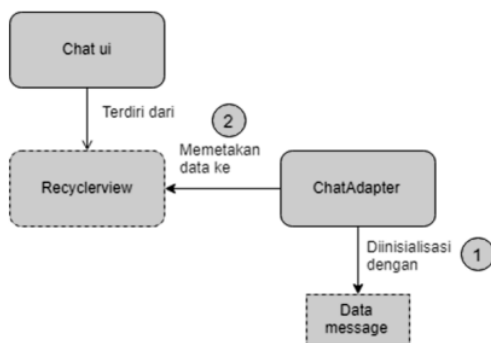 Chat ui
Terdiri dari
2
Memetakan
data ke
Recyclerview
ChatAdapter
Diinisialisasi
dengan
1
Data
message